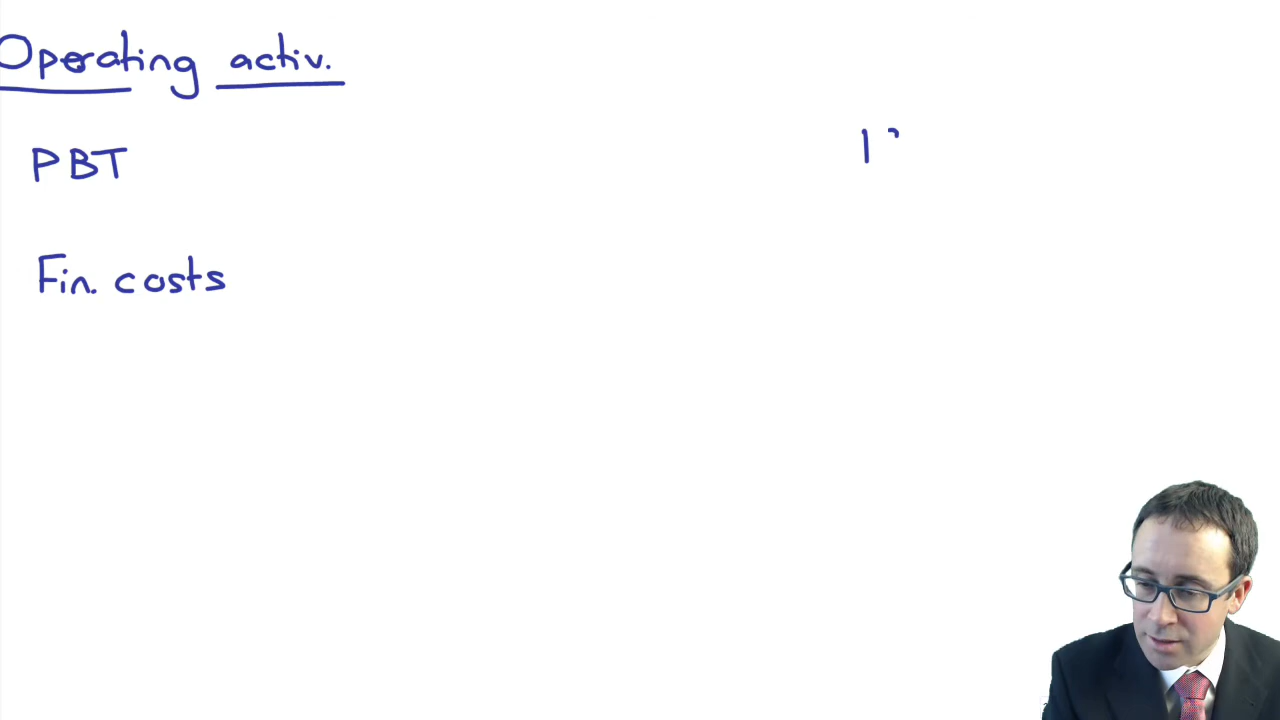 Operating activ.
PBT
Fin. costs